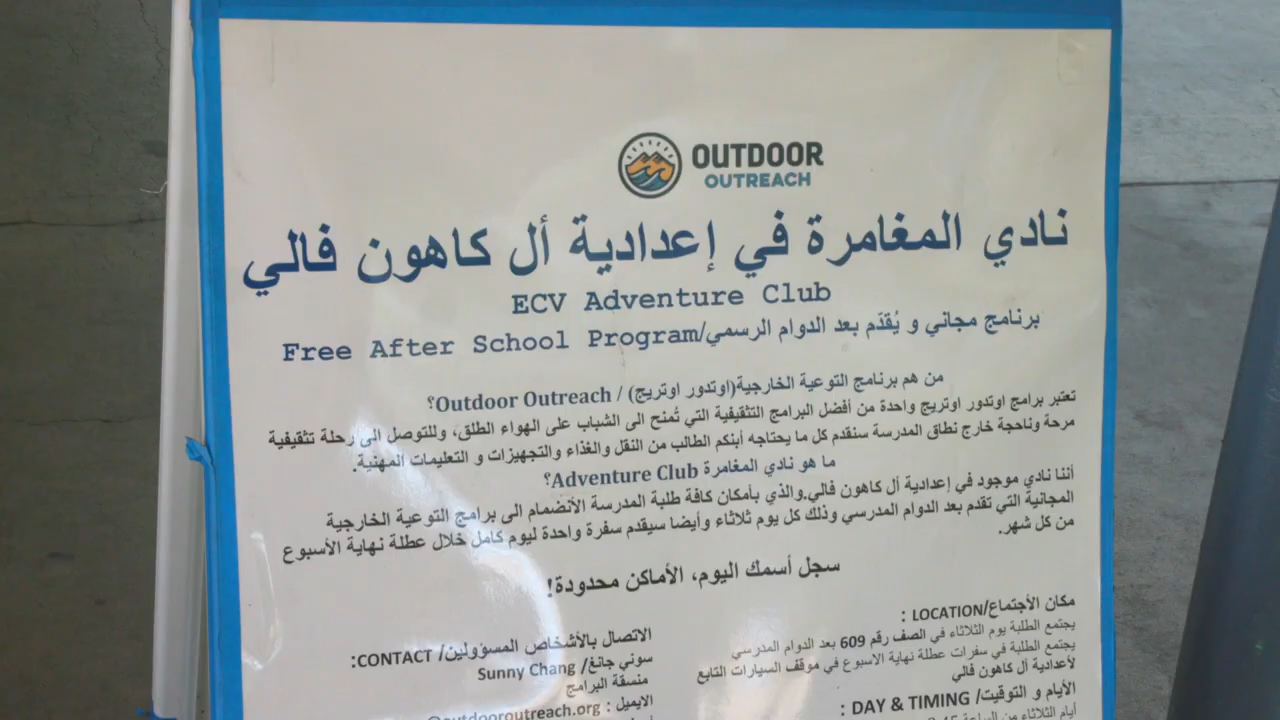 OUTDOOR
OUTREACH
نادي المغامرة في إعدادية أل كاهون فالي
ECV Adventure Club
برنامج مجاني و يُقدّم بعد الدوام الرسمي/Free After School Program
من هم برنامج التوعية الخارجية(اوتدور اوتريج) / Outdoor Outreach؟
تعتبر برامج اوتدور اوتريج واحدة من أفضل البرامج التثقيفية التي تُمنح الى الشباب على الهواء الطلق، وللتوصل الى رحلة تثقيفية
مرحة وناجحة خارج نطاق المدرسة سنقدم كل ما يحتاجه أبنكم الطالب من النقل والغذاء والتجهيزات و التعليمات المهنية.
ما هو نادي المغامرة Adventure Club؟
أننا نادي موجود في إعدادية أل كاهون فالي.والذي بأمكان كافة طلبة المدرسة الأنضمام الى برامج التوعية الخارجية
المجانية التي تقدم بعد الدوام المدرسي وذلك كل يوم ثلاثاء وأيضا سيقدم سفرة واحدة ليوم كامل خلال عطلة نهاية الأسبوع
من كل شهر.
سجل أسمك اليوم، الأماكن محدودة!
مكان الأجتماع/LOCATION :
يجتمع الطلبة يوم الثلاثاء في الصف رقم 609 بعد الدوام المدرسي
يجتمع الطلبة في سفرات عطلة نهاية الاسبوع في موقف السيارات التابع
لأعدادية أل كاهون فالي
الأيام و التوقيت/ DAY & TIMING :
أيام الثلاثاء من الساعة
الاتصال بالأشخاص المسؤولين/ CONTACT:
سوني جانغ/ Sunny Chang
منسقة البرامج
الايميل : @outdooroutreach.org